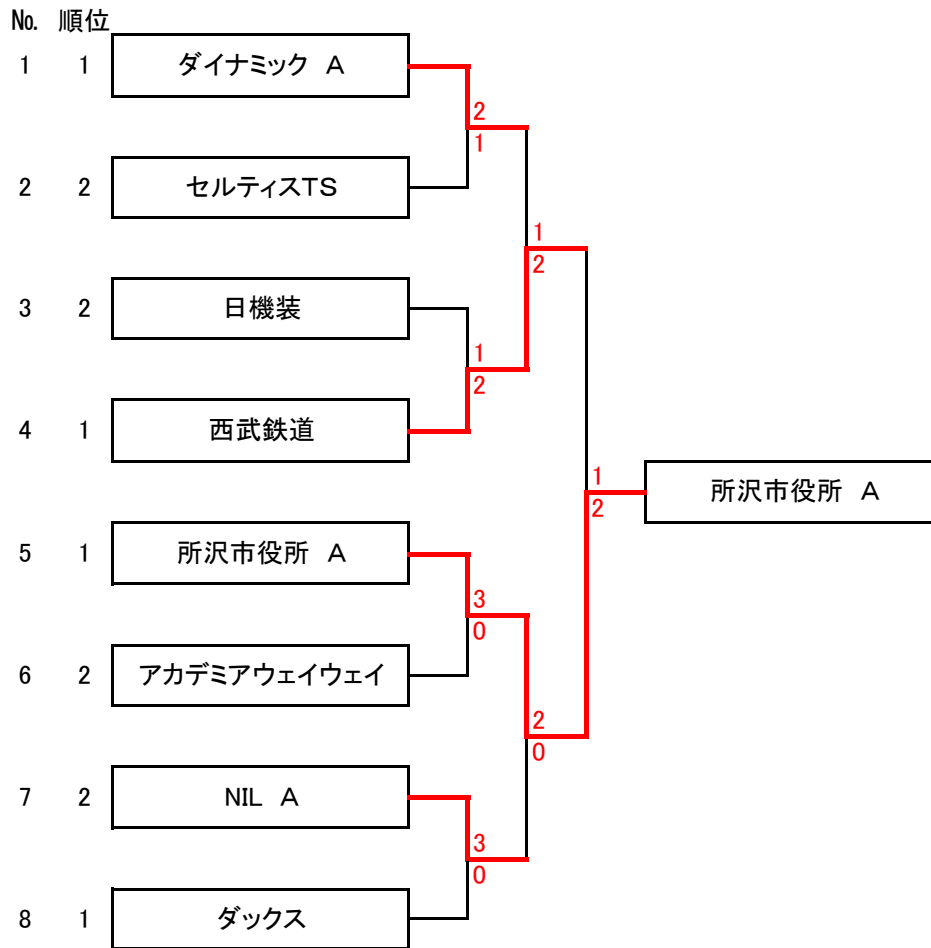 No. 順位
1 1 ダイナミック A
2
1
2 2 セルティスTS
1
2
3 2 日機装
1
2
4 1 西武鉄道
1
2
所沢市役所 A
5 1 所沢市役所 A
3
0
6 2 アカデミアウェイウェイ
2
0
7 2 NIL A
3
0
8 1 ダックス